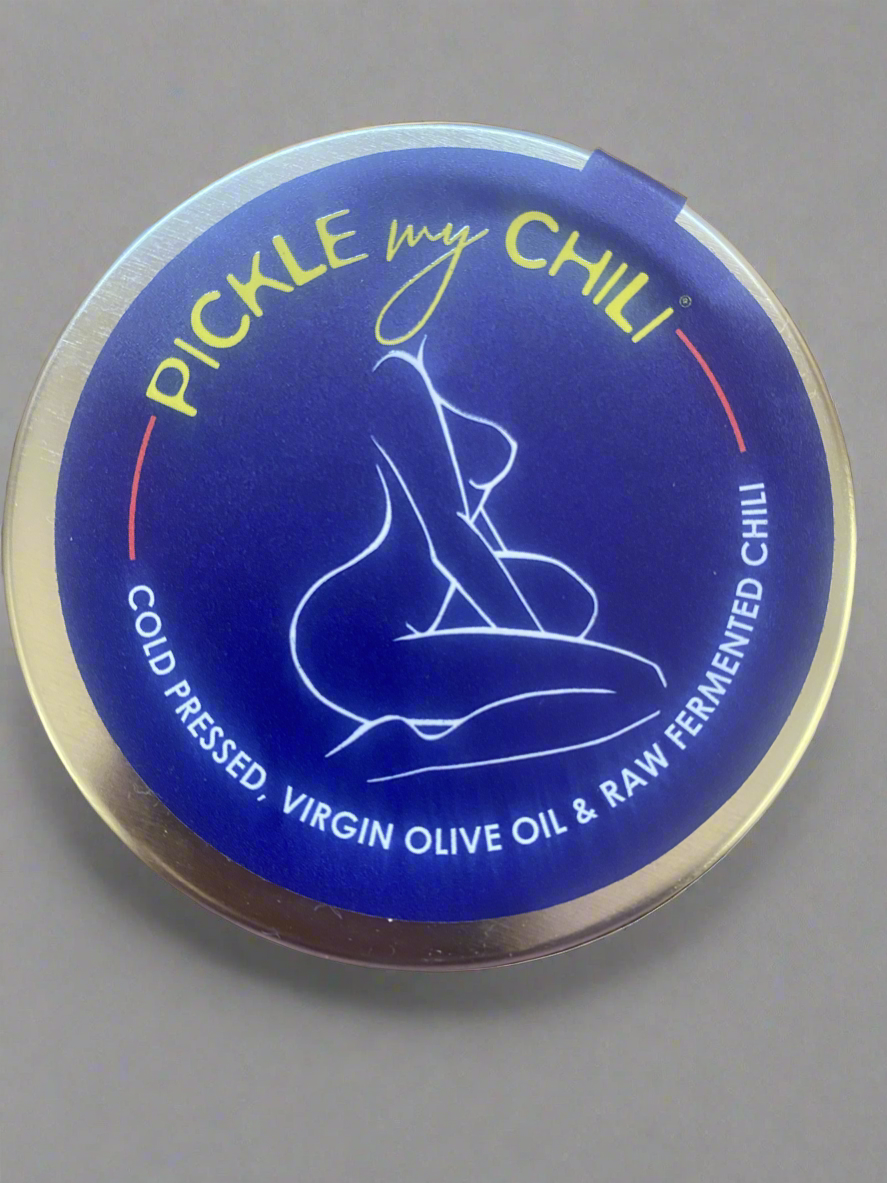 PICKLE my CHILI®
COLD PRESSED, VIRGIN OLIVE OIL & RAW FERMENTED CHILI